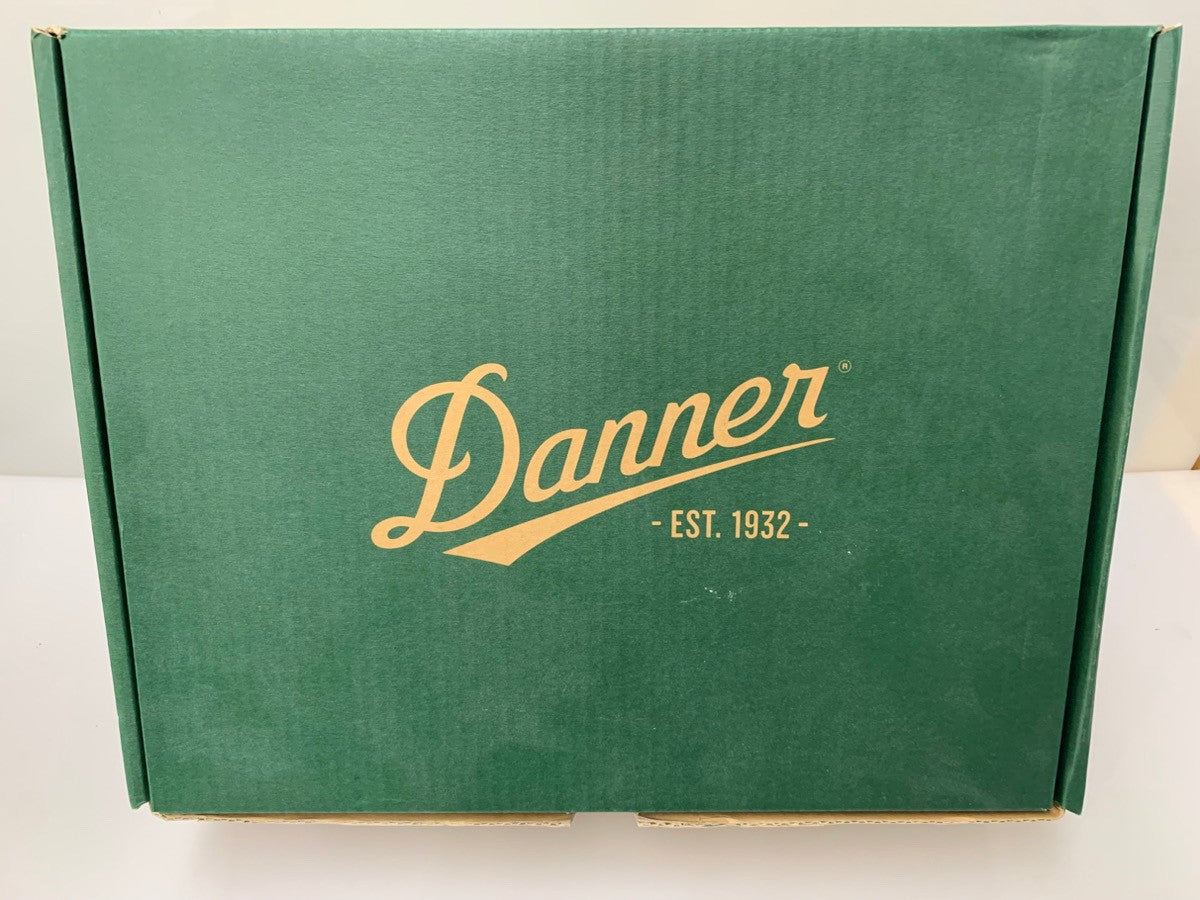 Danner®
- EST. 1932 -